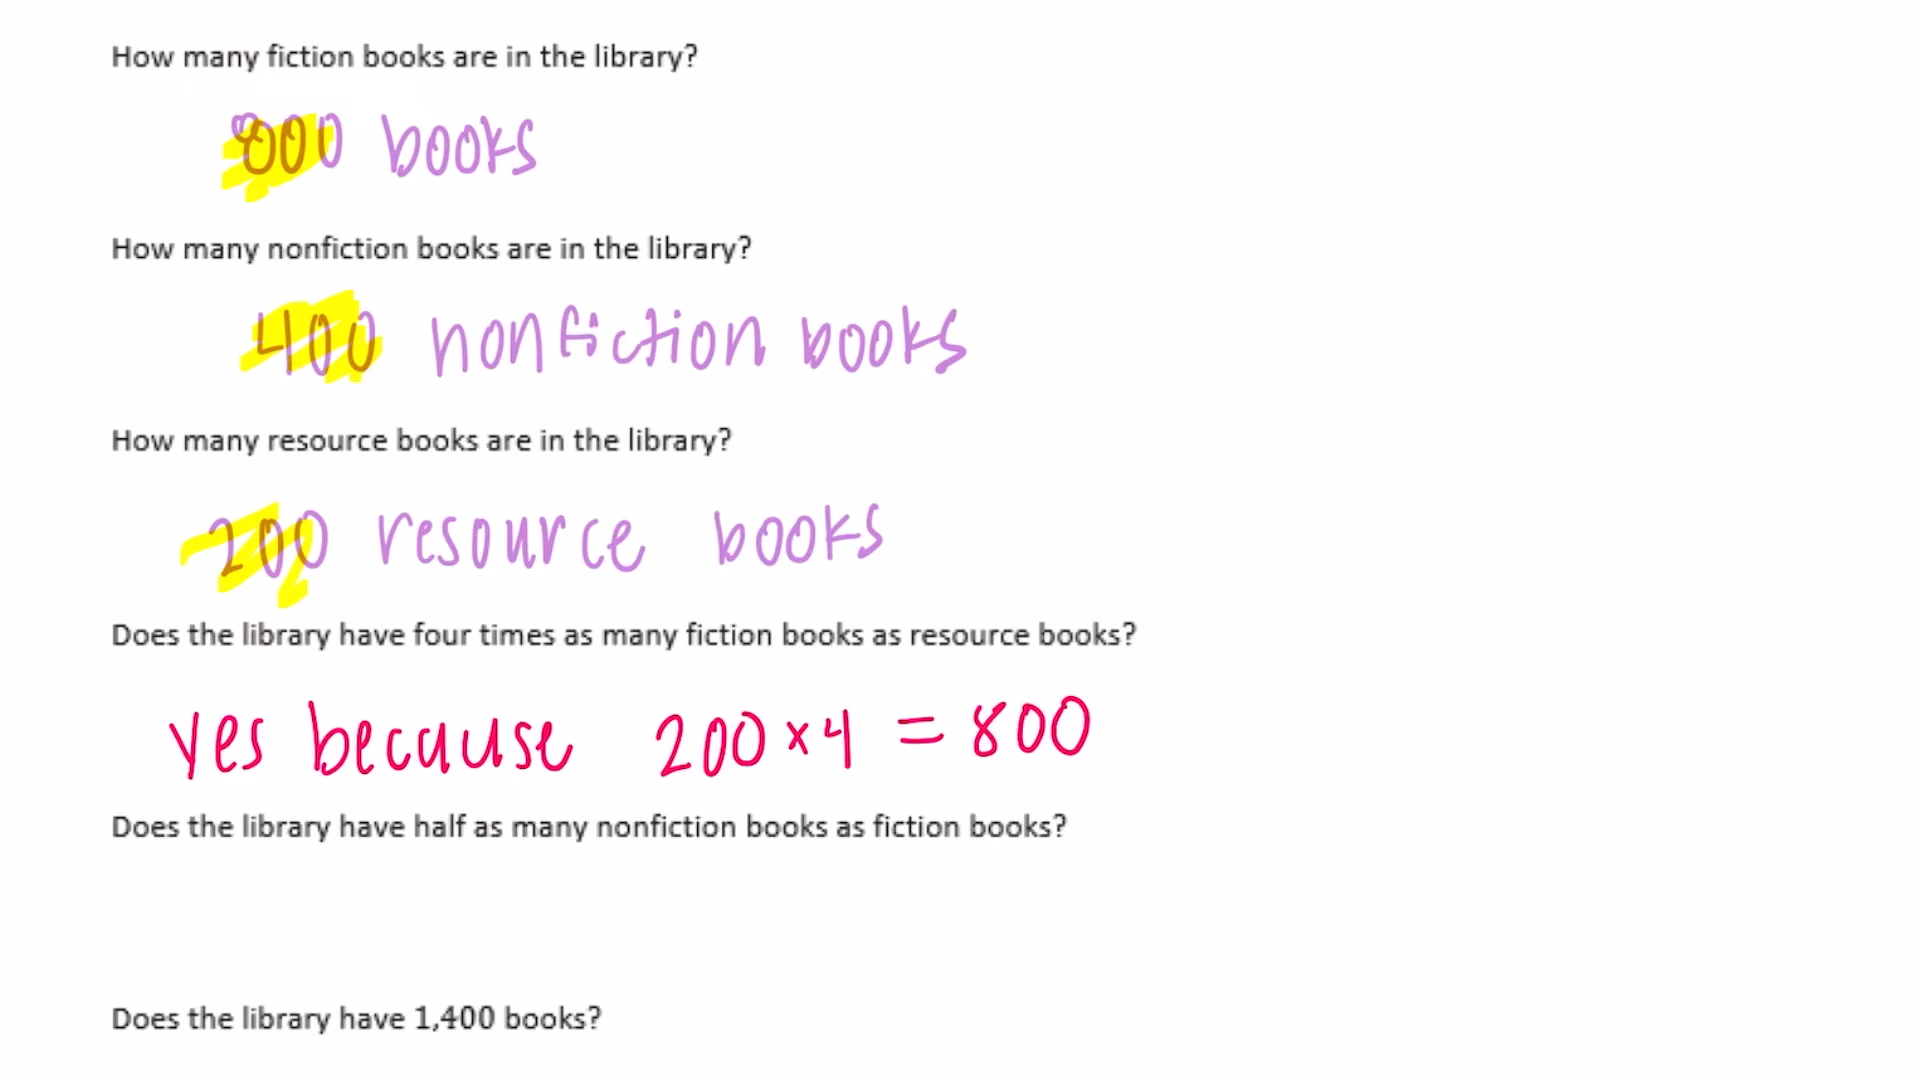 How many fiction books are in the library?
800 books
How many nonfiction books are in the library?
400 nonfiction books
How many resource books are in the library?
200 resource books
Does the library have four times as many fiction books as resource books?
yes because 200 × 4 = 800
Does the library have half as many nonfiction books as fiction books?
Does the library have 1,400 books?